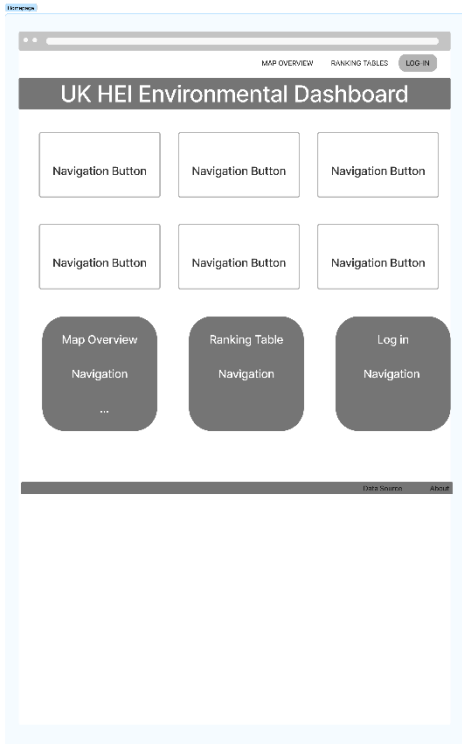 Homepage
MAP OVERVIEW RANKING TABLES LOG-IN
UK HEI Environmental Dashboard
Navigation Button Navigation Button Navigation Button
Navigation Button Navigation Button Navigation Button
Map Overview Ranking Table Log in
Navigation Navigation Navigation
...
Data Source About